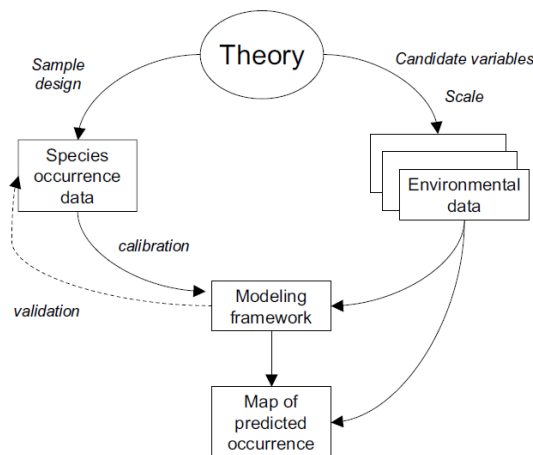 Theory
Sample
design
Candidate variables
Scale
Species
occurrence
data
Environmental
data
calibration
validation
Modeling
framework
Map of
predicted
occurrence